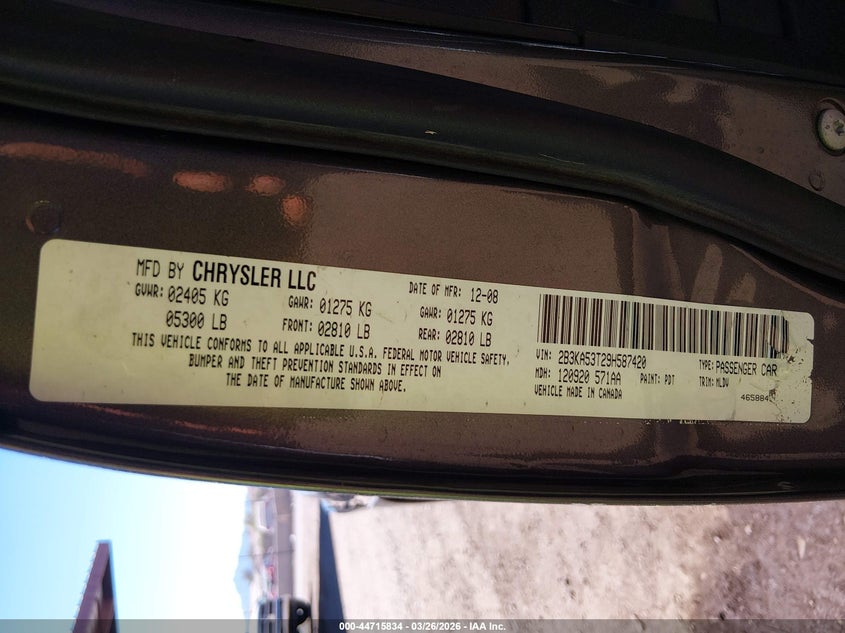 MFD BY CHRYSLER LLC
DATE OF MFR: 12-08
GVWR: 02405 KG
GAWR: 01275 KG
GAWR: 01275 KG
05300 LB
FRONT: 02810 LB
REAR: 02810 LB
THIS VEHICLE CONFORMS TO ALL APPLICABLE U.S.A. FEDERAL MOTOR VEHICLE SAFETY,
BUMPER AND THEFT PREVENTION STANDARDS IN EFFECT ON
THE DATE OF MANUFACTURE SHOWN ABOVE.
VIN: 2B3KA53T29H587420
TYPE: PASSENGER CAR
MDH: 120920 571AA
PAINT: PDT
TRIM: MLDV
VEHICLE MADE IN CANADA
465884
000-44715834 - 03/26/2026 - IAA Inc.